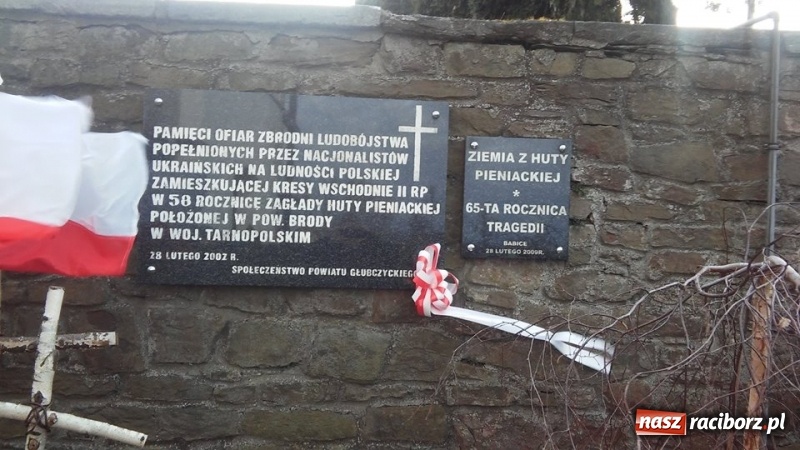 PAMIĘCI OFIAR ZBRODNI LUDOBÓJSTWA
POPEŁNIONYCH PRZEZ NACJONALISTÓW
UKRAIŃSKICH NA LUDNOŚCI POLSKIEJ
ZAMIESZKUJĄCEJ KRESY WSCHODNIE II RP
W 58 ROCZNICĘ ZAGŁADY HUTY PIENIACKIEJ
POŁOŻONEJ W POW. BRODY
W WOJ. TARNOPOLSKIM
28 LUTEGO 2002 R.
SPOŁECZEŃSTWO POWIATU GŁUBCZYCKIEGO
ZIEMIA Z HUTY
PIENIACKIEJ
*
65-TA ROCZNICA
TRAGEDII
BABICE
28 LUTEGO 2009R.
nasz raciborz.pl